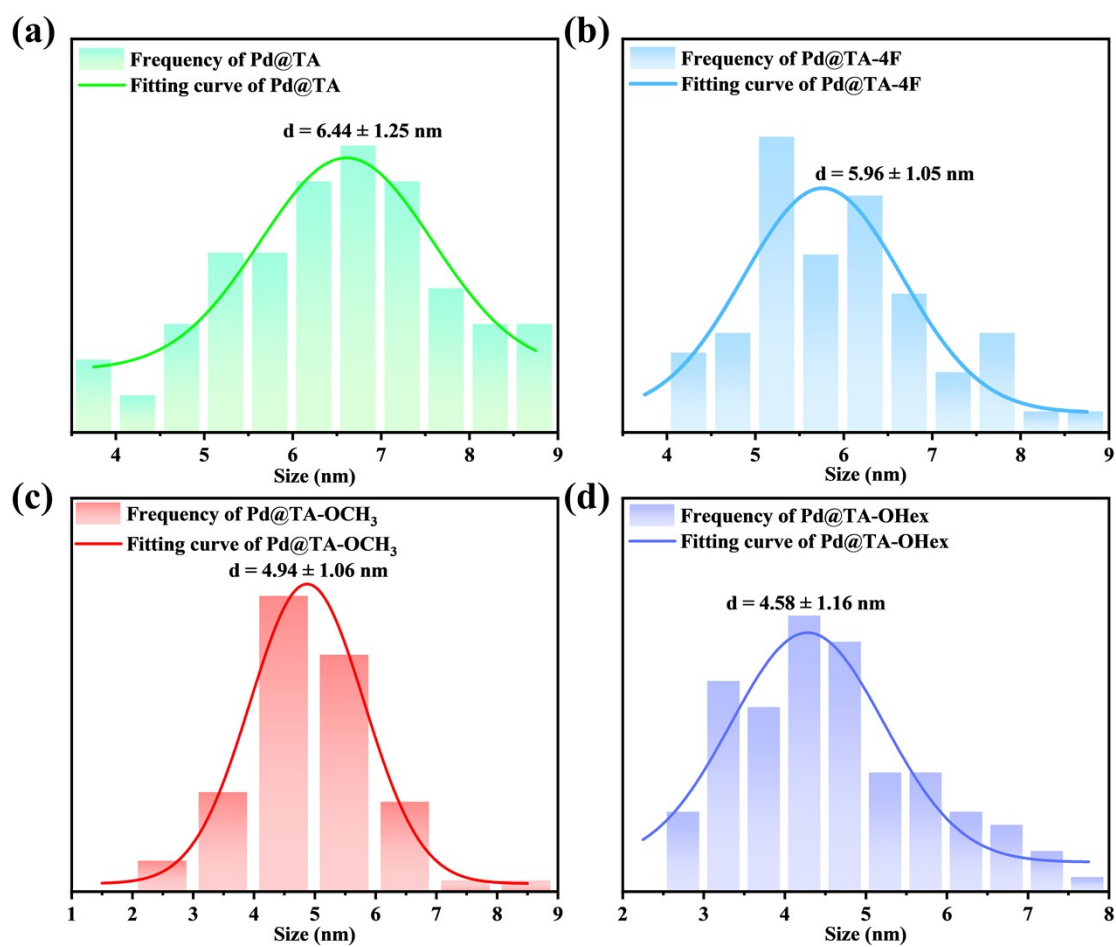 (a)
Frequency of Pd@TA
Fitting curve of Pd@TA
d = 6.44 ± 1.25 nm
4 5 6 7 8 9
Size (nm)
(b)
Frequency of Pd@TA-4F
Fitting curve of Pd@TA-4F
d = 5.96 ± 1.05 nm
4 5 6 7 8 9
Size (nm)
(c)
Frequency of Pd@TA-OCH₃
Fitting curve of Pd@TA-OCH₃
d = 4.94 ± 1.06 nm
1 2 3 4 5 6 7 8 9
Size (nm)
(d)
Frequency of Pd@TA-OHex
Fitting curve of Pd@TA-OHex
d = 4.58 ± 1.16 nm
2 3 4 5 6 7 8
Size (nm)